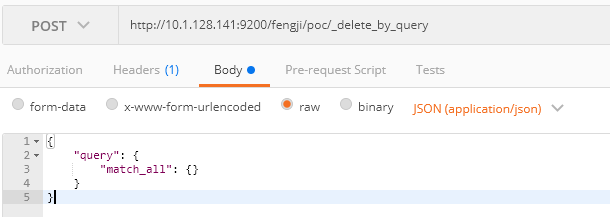 POST http://10.1.128.141:9200/fengji/poc/_delete_by_query
Authorization Headers (1) Body Pre-request Script Tests
form-data x-www-form-urlencoded raw binary JSON (application/json)
1 {
2 "query": {
3 "match_all": {}
4 }
5 }